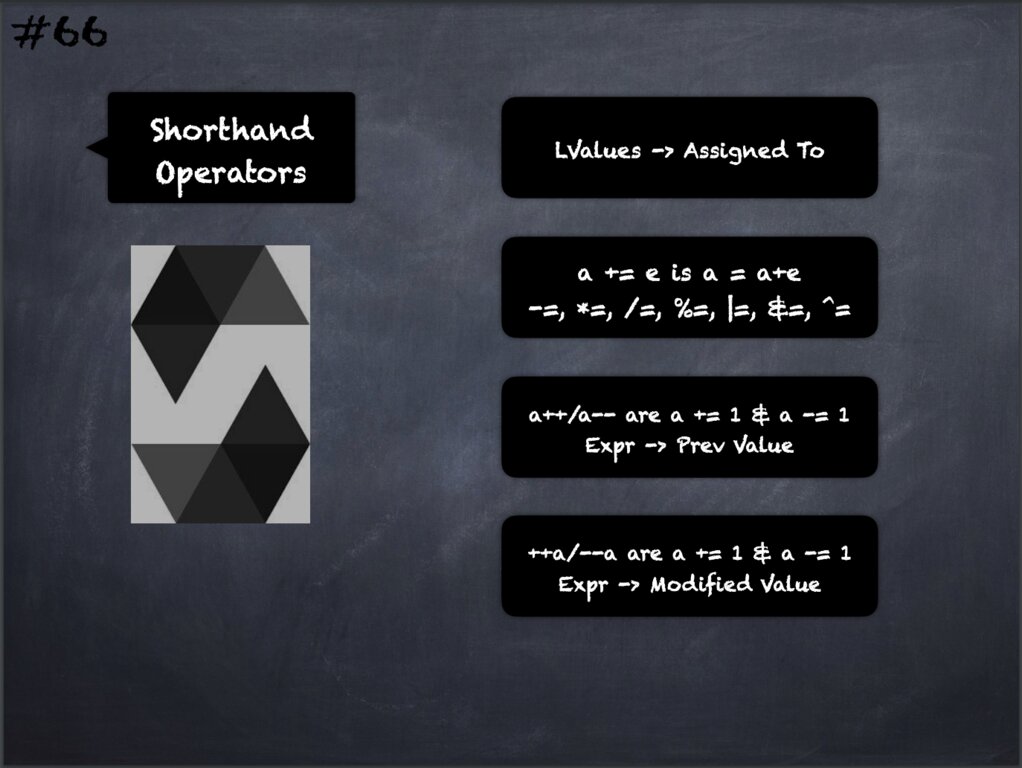 #66
Shorthand
Operators
LValues -> Assigned To
a += e is a = a+e
-=, *=, /=, %=, |=, &=, ^=
a++/a-- are a += 1 & a -= 1
Expr -> Prev Value
++a/--a are a += 1 & a -= 1
Expr -> Modified Value